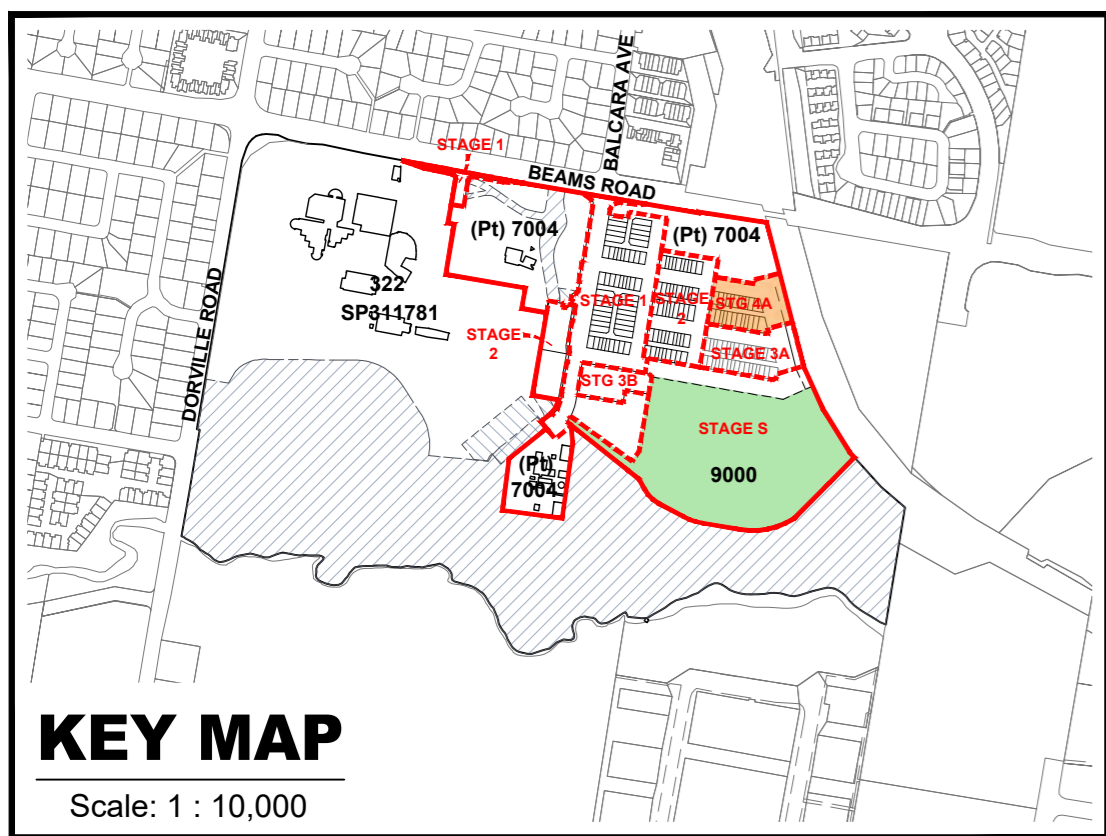 STAGE 1
BALCARA AVE
BEAMS ROAD
(Pt) 7004
(Pt) 7004
DORVILLE ROAD
322
SP311781
STAGE 1
STAGE
2
STG 4A
STAGE
2
STAGE 3A
STG 3B
STAGE S
9000
(Pt)
7004
KEY MAP
Scale: 1 : 10,000